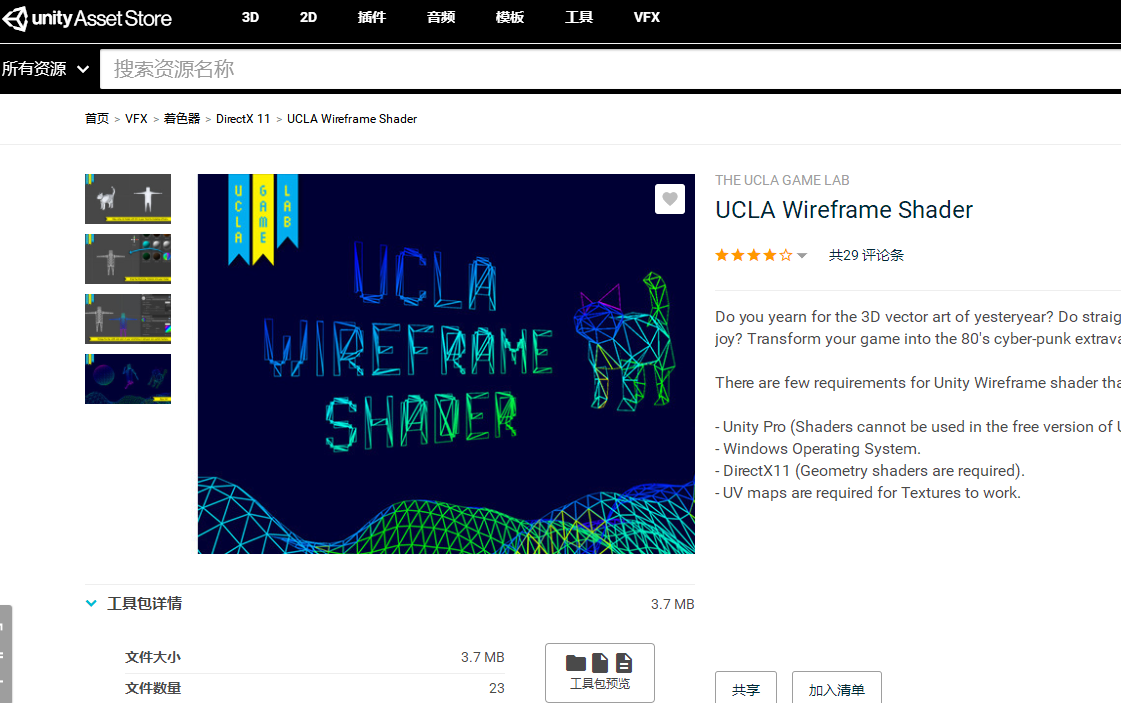 unity Asset Store
3D 2D 插件 音频 模板 工具 VFX
所有资源 搜索资源名称
首页 > VFX > 着色器 > DirectX 11 > UCLA Wireframe Shader
UCLA GAME LAB
UCLA
WIREFRAME
SHADER
THE UCLA GAME LAB
UCLA Wireframe Shader
共29 评论条
Do you yearn for the 3D vector art of yesteryear? Do straig
joy? Transform your game into the 80's cyber-punk extrava
There are few requirements for Unity Wireframe shader tha
- Unity Pro (Shaders cannot be used in the free version of U
- Windows Operating System.
- DirectX11 (Geometry shaders are required).
- UV maps are required for Textures to work.
工具包详情 3.7 MB
文件大小 3.7 MB
文件数量 23
工具包预览
共享 加入清单